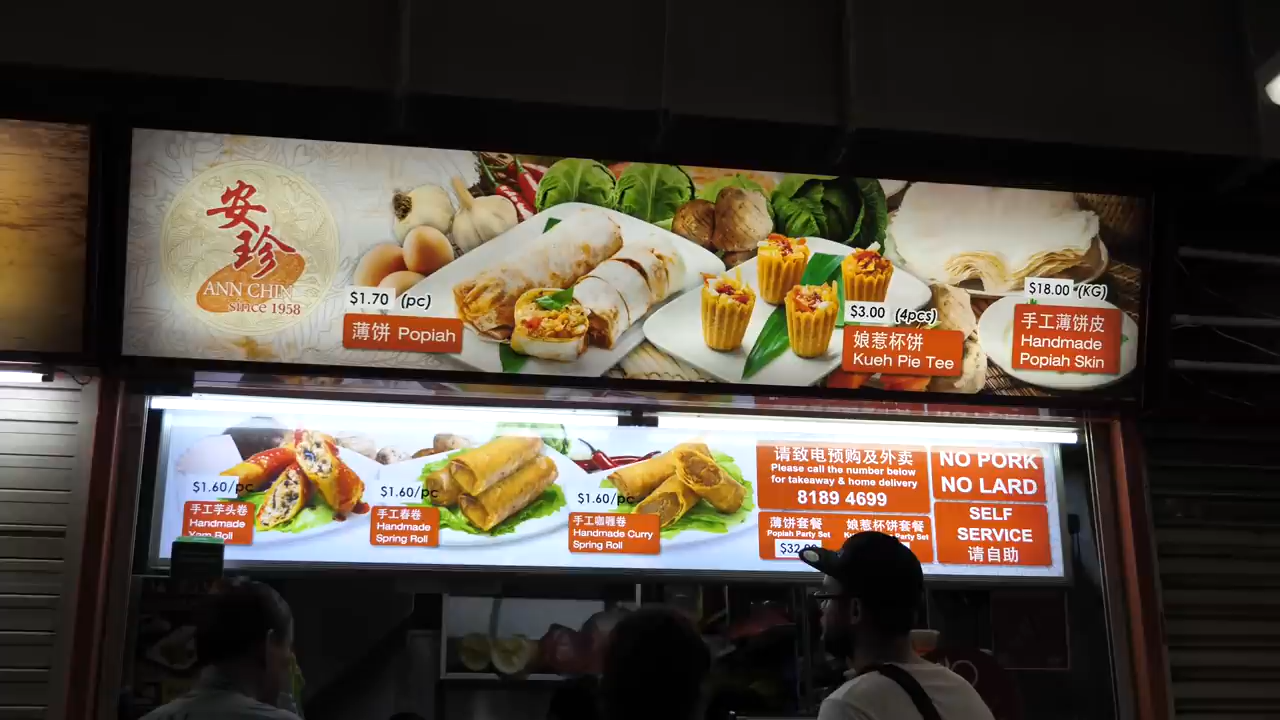 安
珍
ANN CHIN
since 1958
$1.70 (pc)
薄饼 Popiah
$3.00 (4pcs)
娘惹杯饼
Kueh Pie Tee
$18.00 (KG)
手工薄饼皮
Handmade
Popiah Skin
$1.60/pc
手工芋头卷
Handmade
Yam Roll
$1.60/pc
手工春卷
Handmade
Spring Roll
$1.60/pc
手工咖喱卷
Handmade Curry
Spring Roll
请致电预购及外卖
Please call the number below
for takeaway & home delivery
8189 4699
薄饼套餐
Popiah Party Set
娘惹杯饼套餐
Party Set
NO PORK
NO LARD
SELF
SERVICE
请自助